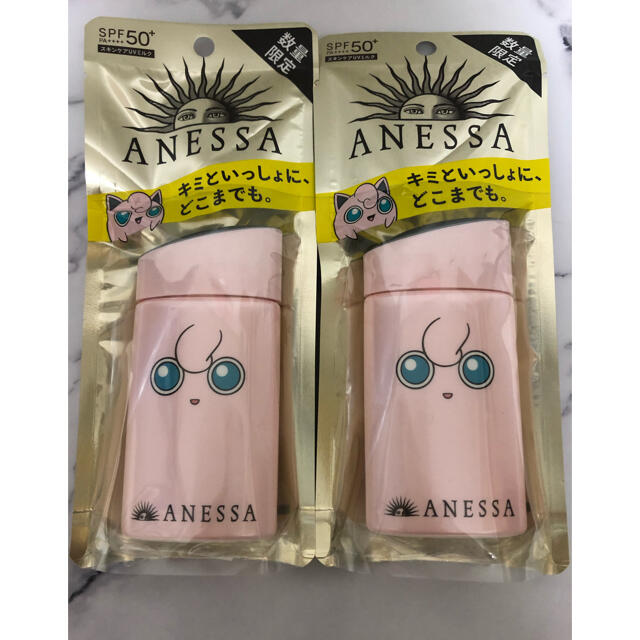 SPF50+
PA++++
スキンケアUVミルク
数量
限定
ANESSA
キミといっしょに、
どこまでも。
ANESSA
SPF50+
PA++++
スキンケアUVミルク
数量
限定
ANESSA
キミといっしょに、
どこまでも。
ANESSA